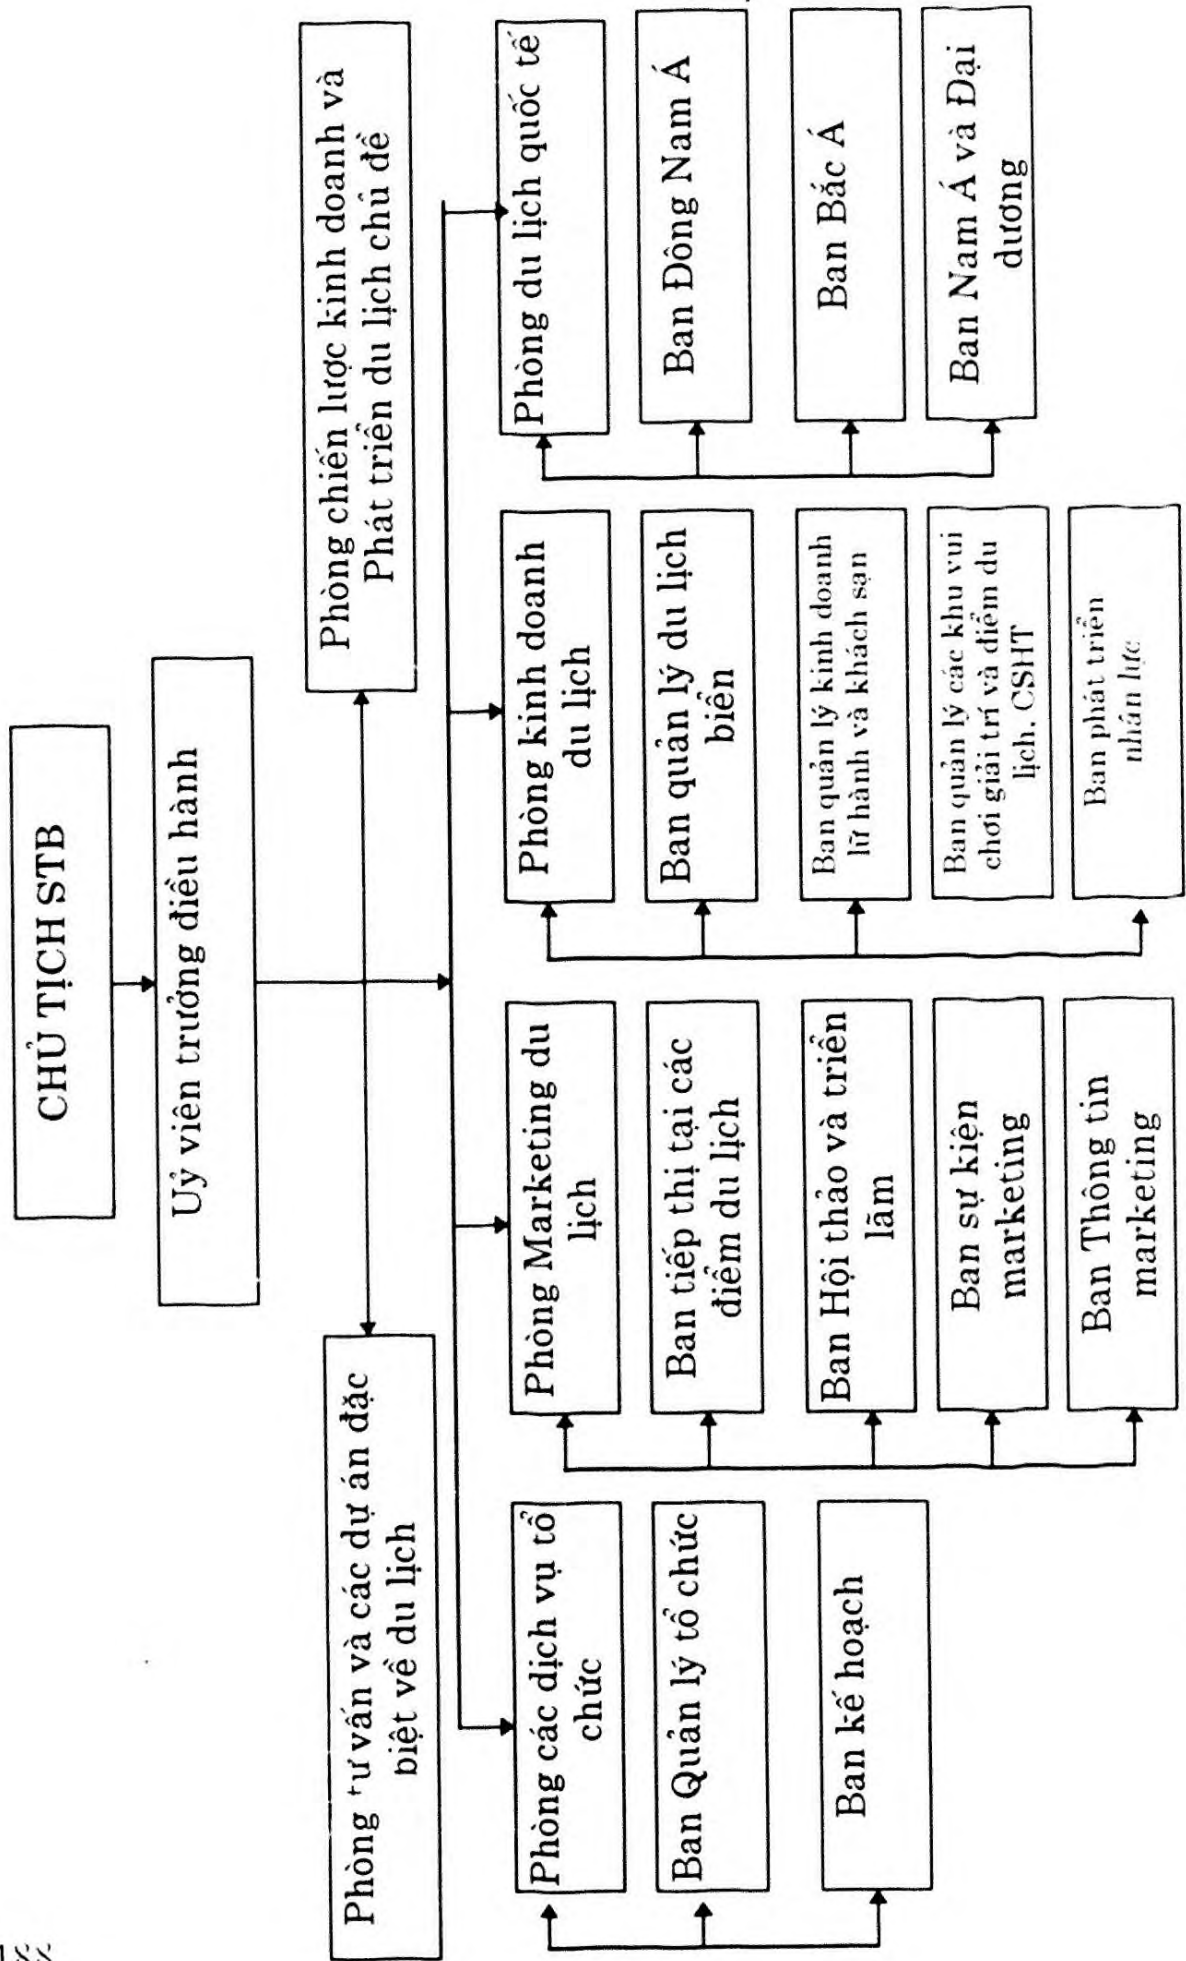 CHỦ TỊCH STB
Uỷ viên trưởng điều hành
Phòng tư vấn và các dự án đặc
biệt về du lịch
Phòng chiến lược kinh doanh và
Phát triển du lịch chủ đề
Phòng các dịch vụ tổ
chức
Ban Quản lý tổ chức
Ban kế hoạch
Phòng Marketing du
lịch
Ban tiếp thị tại các
điểm du lịch
Ban Hội thảo và triển
lãm
Ban sự kiện
marketing
Ban Thông tin
marketing
Phòng kinh doanh
du lịch
Ban quản lý du lịch
biển
Ban quản lý kinh doanh
lữ hành và khách sạn
Ban quản lý các khu vui
chơi giải trí và điểm du
lịch, CSHT
Ban phát triển
nhân lực
Phòng du lịch quốc tế
Ban Đông Nam Á
Ban Bắc Á
Ban Nam Á và Đại
dương